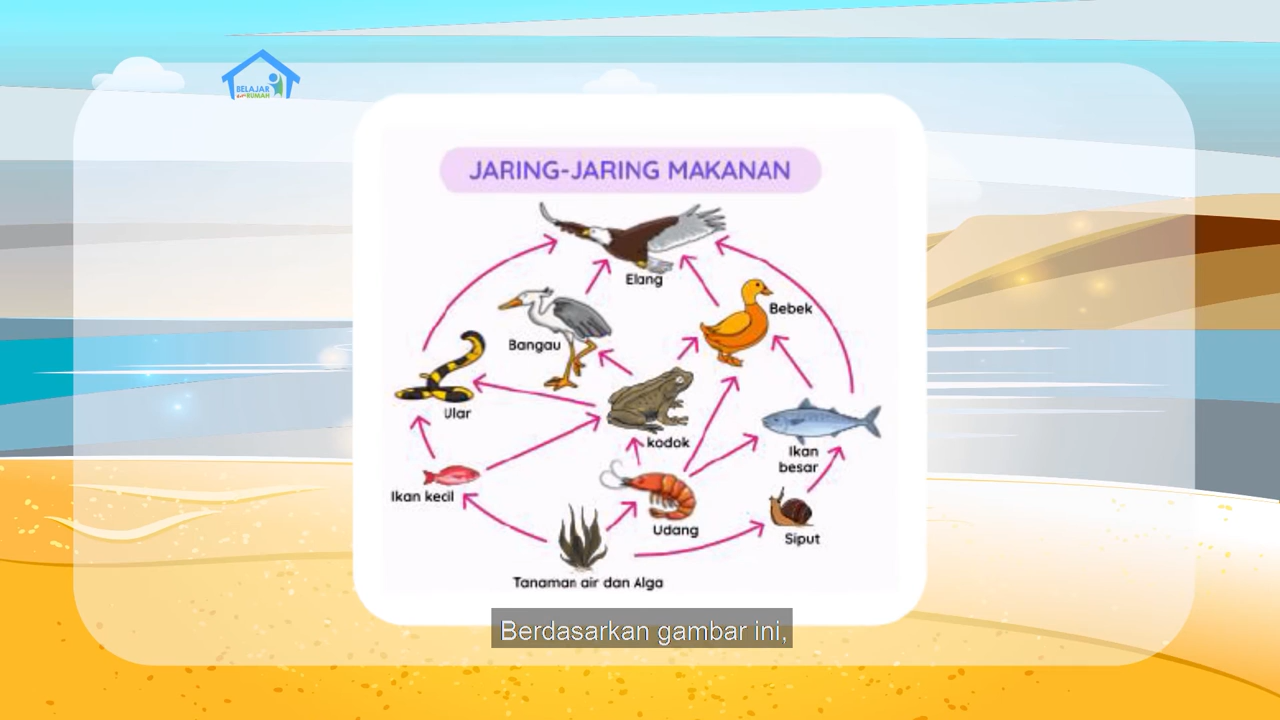 BELAJAR
dari RUMAH
JARING-JARING MAKANAN
Elang
Bebek
Bangau
Ular
kodok
Ikan
besar
Ikan kecil
Udang
Siput
Tanaman air dan Alga
Berdasarkan gambar ini,